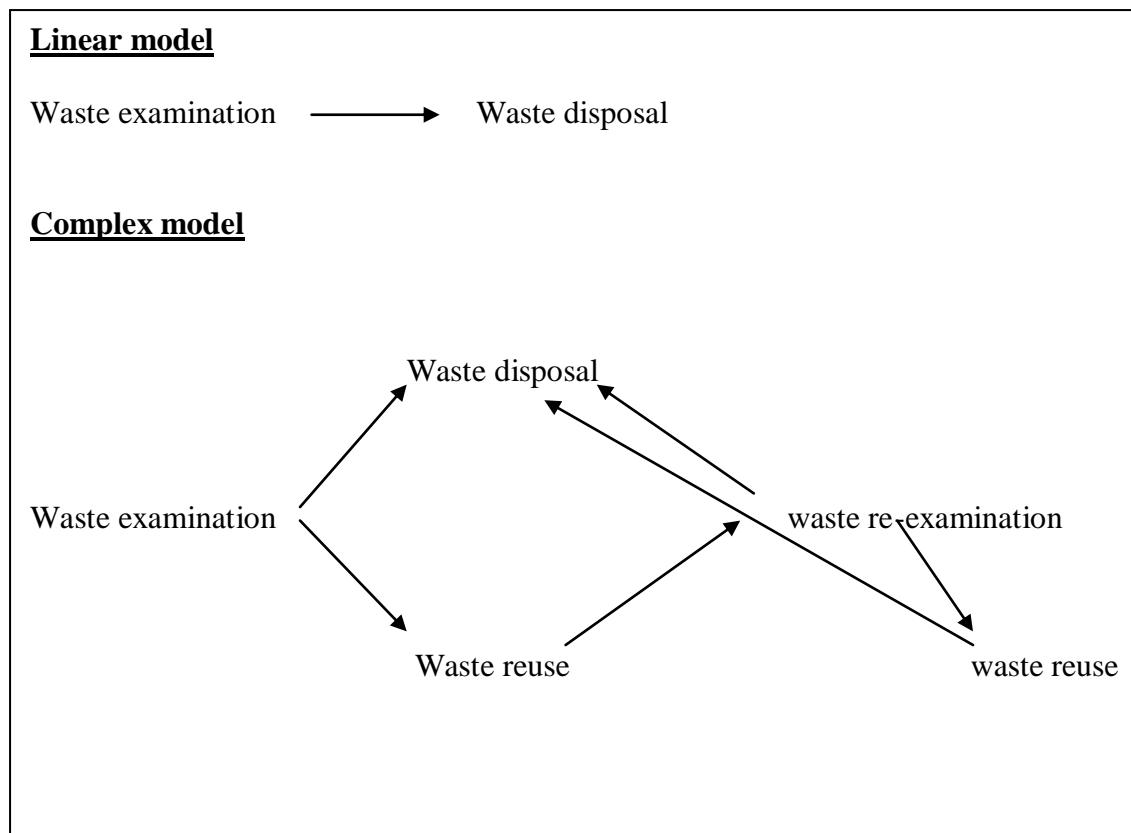 Linear model
Waste examination Waste disposal
Complex model
Waste disposal
Waste examination waste re-examination
Waste reuse waste reuse